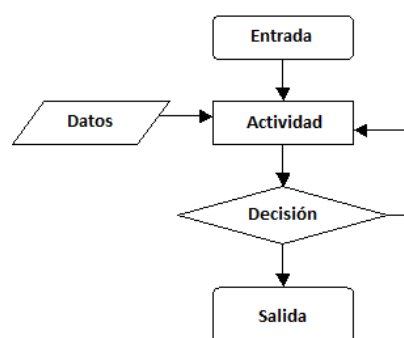 Entrada
Datos
Actividad
Decisión
Salida